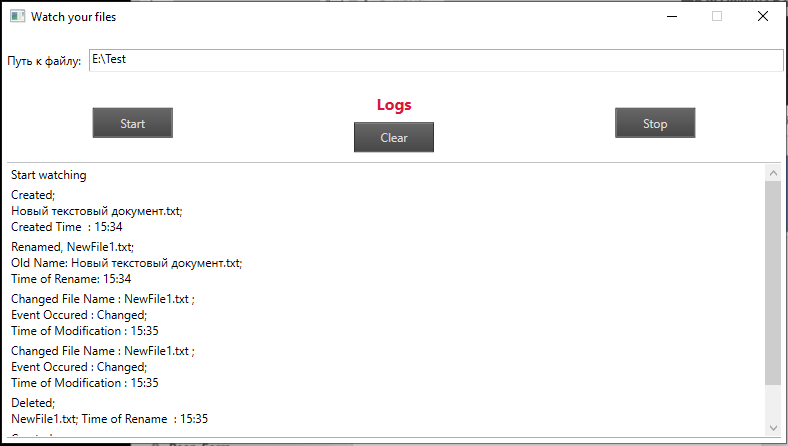 Watch your files
Путь к файлу:
E:\Test
Logs
Start
Clear
Stop
Start watching
Created;
Новый текстовый документ.txt;
Created Time : 15:34
Renamed, NewFile1.txt;
Old Name: Новый текстовый документ.txt;
Time of Rename: 15:34
Changed File Name : NewFile1.txt ;
Event Occured : Changed;
Time of Modification : 15:35
Changed File Name : NewFile1.txt ;
Event Occured : Changed;
Time of Modification : 15:35
Deleted;
NewFile1.txt; Time of Rename : 15:35